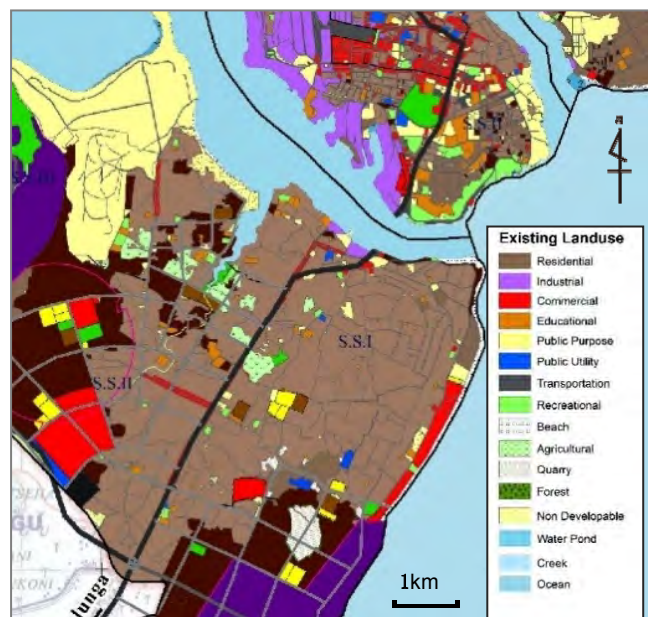 S.S.III
S.S.I
S.S.II
lunga
1km
n
Existing Landuse
Residential
Industrial
Commercial
Educational
Public Purpose
Public Utility
Transportation
Recreational
Beach
Agricultural
Quarry
Forest
Non Developable
Water Pond
Creek
Ocean